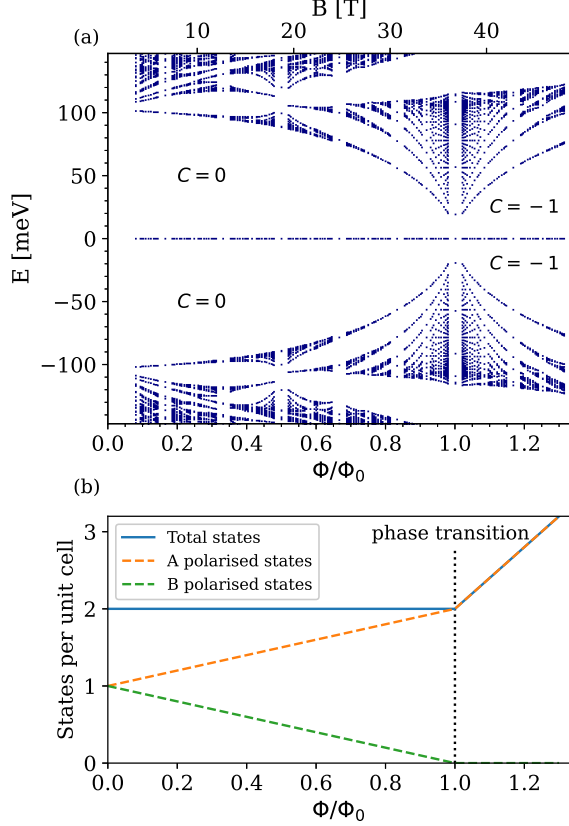 B [T]
(a)
10 20 30 40
100
50
0
−50
−100
E [meV]
C = 0
C = −1
C = −1
C = 0
0.0 0.2 0.4 0.6 0.8 1.0 1.2
Φ/Φ₀
(b)
3
2
1
0
States per unit cell
Total states
A polarised states
B polarised states
phase transition
0.0 0.2 0.4 0.6 0.8 1.0 1.2
Φ/Φ₀